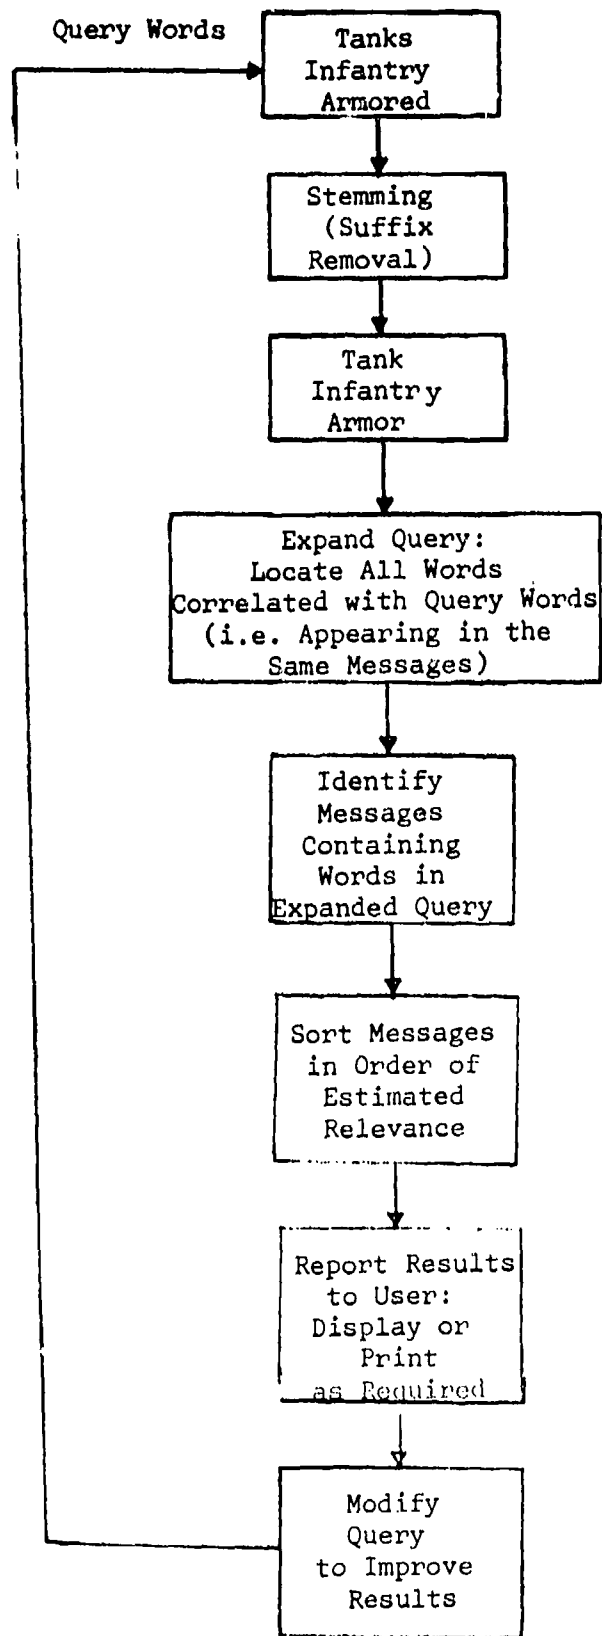 Query Words
Tanks
Infantry
Armored
Stemming
(Suffix
Removal)
Tank
Infantry
Armor
Expand Query:
Locate All Words
Correlated with Query Words
(i.e. Appearing in the
Same Messages)
Identify
Messages
Containing
Words in
Expanded Query
Sort Messages
in Order of
Estimated
Relevance
Report Results
to User:
Display or
Print
as Required
Modify
Query
to Improve
Results